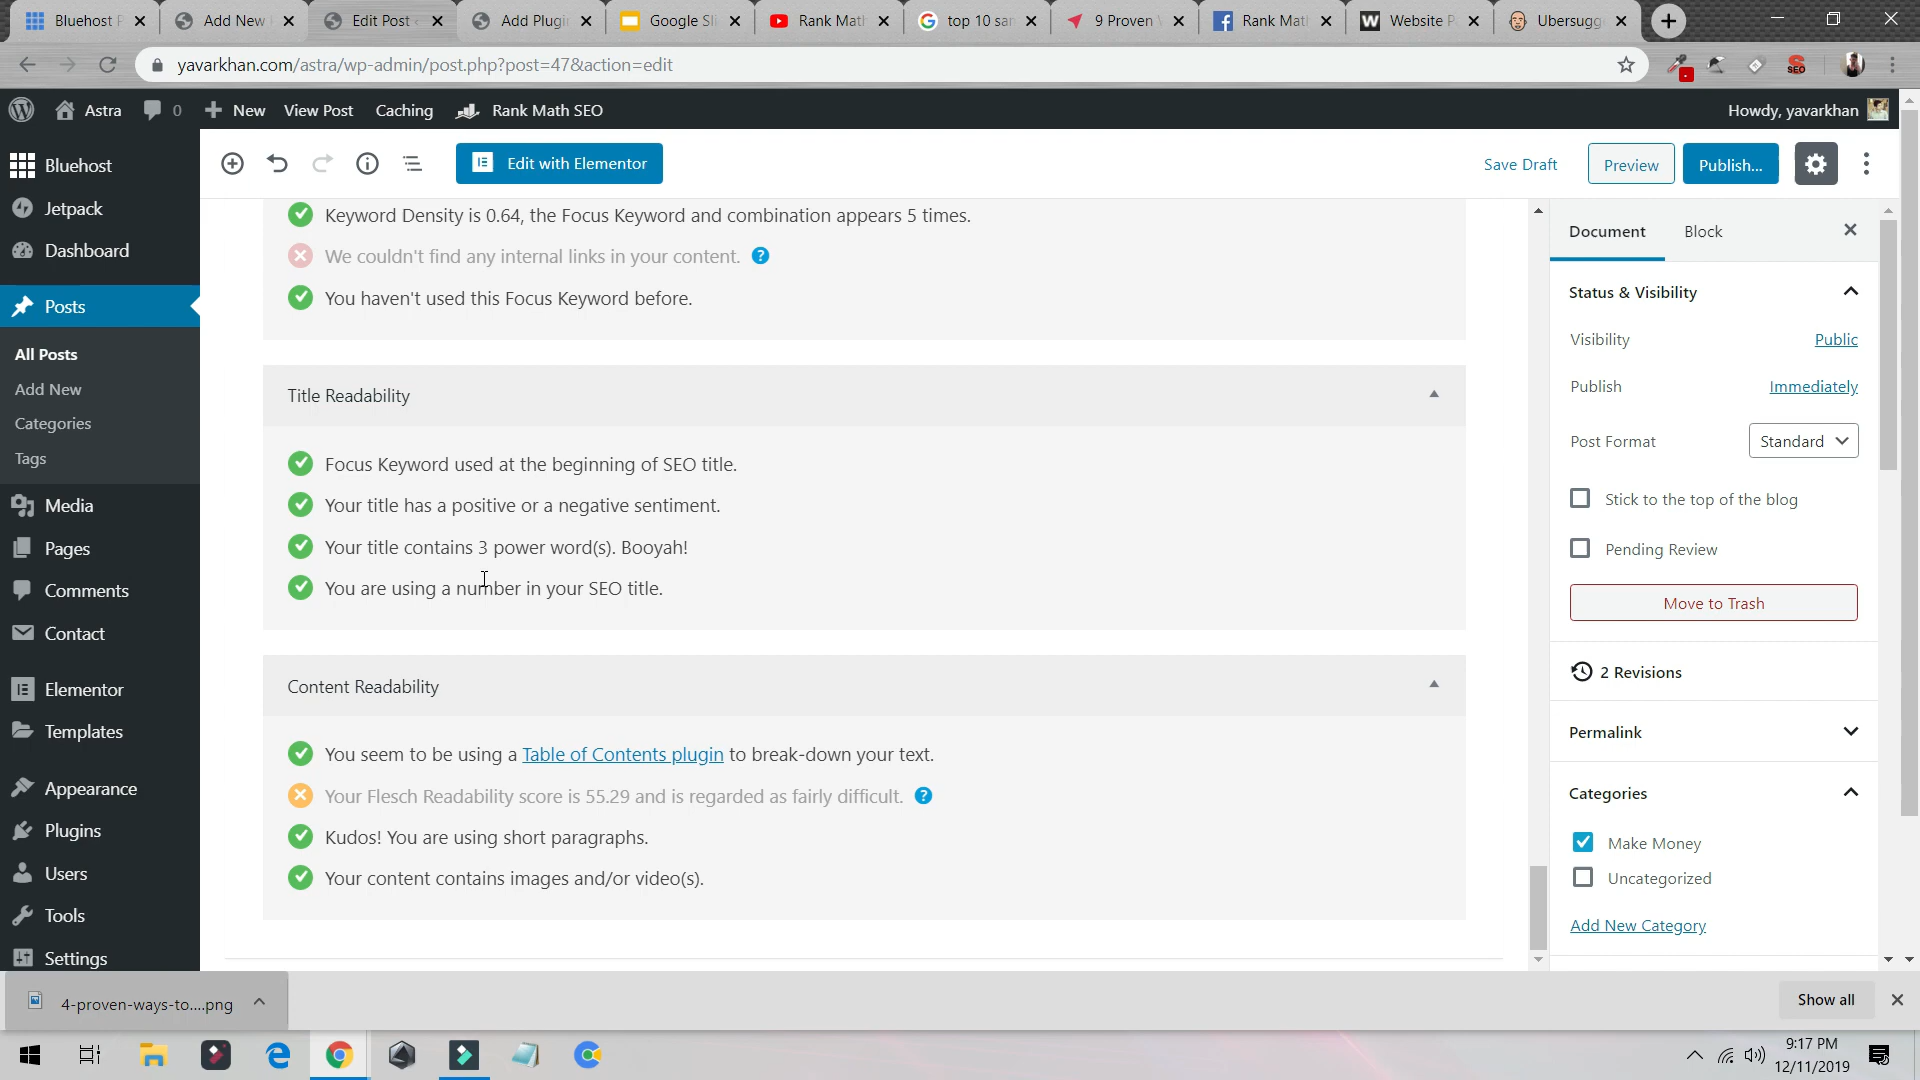 Bluehost P
Add New
Edit Post ‹
Add Plugi
Google Sli
Rank Mat
top 10 sar
9 Proven
Rank Mat
Website P
Ubersugg
yavarkhan.com/astra/wp-admin/post.php?post=47&action=edit
SEO
Astra
0
New
View Post
Caching
Rank Math SEO
Howdy, yavarkhan
Bluehost
Jetpack
Dashboard
Posts
All Posts
Add New
Categories
Tags
Media
Pages
Comments
Contact
Elementor
Templates
Appearance
Plugins
Users
Tools
Settings
Edit with Elementor
Save Draft
Preview
Publish...
Keyword Density is 0.64, the Focus Keyword and combination appears 5 times.
We couldn't find any internal links in your content.
You haven't used this Focus Keyword before.
Title Readability
Focus Keyword used at the beginning of SEO title.
Your title has a positive or a negative sentiment.
Your title contains 3 power word(s). Booyah!
You are using a number in your SEO title.
Content Readability
You seem to be using a Table of Contents plugin to break-down your text.
Your Flesch Readability score is 55.29 and is regarded as fairly difficult.
Kudos! You are using short paragraphs.
Your content contains images and/or video(s).
Document
Block
Status & Visibility
Visibility
Public
Publish
Immediately
Post Format
Standard
Stick to the top of the blog
Pending Review
Move to Trash
2 Revisions
Permalink
Categories
Make Money
Uncategorized
Add New Category
4-proven-ways-to....png
Show all
9:17 PM
12/11/2019